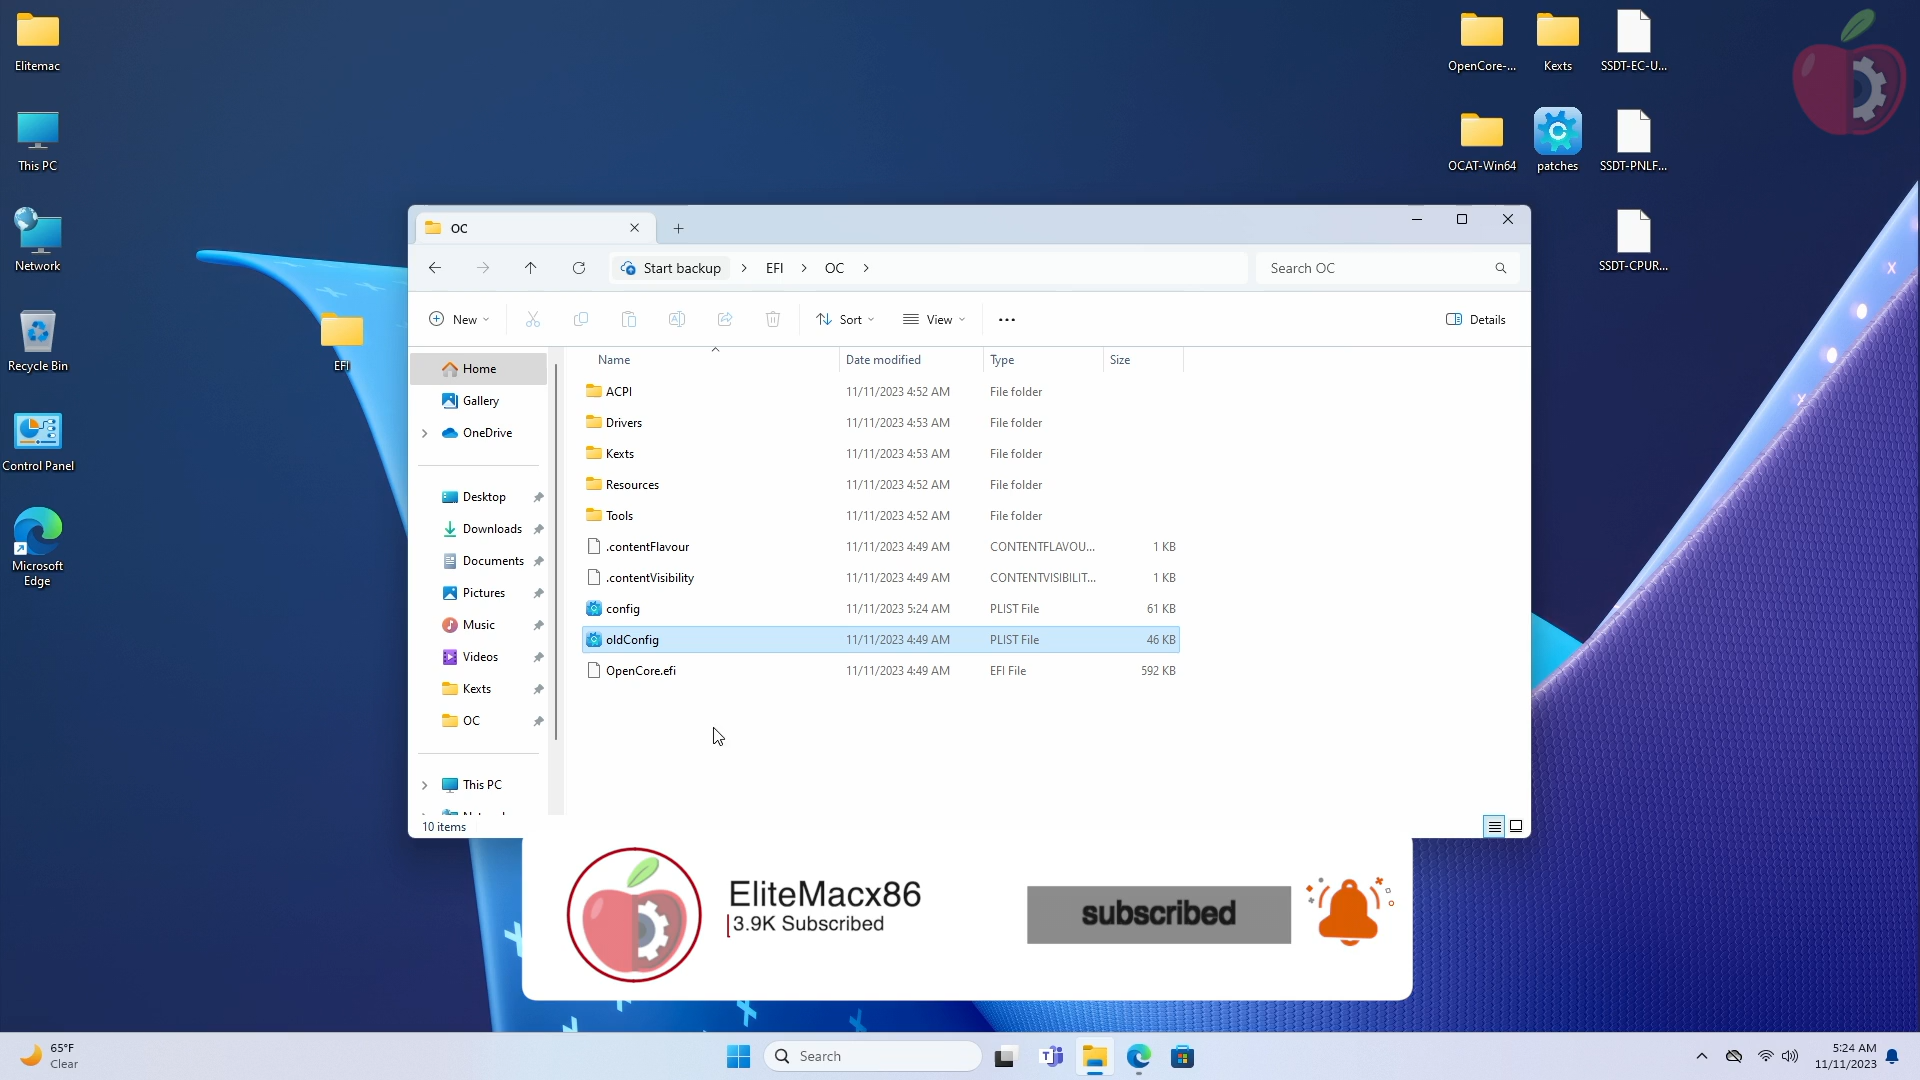 Elitemac
This PC
Network
Recycle Bin
Control Panel
Microsoft
Edge
EFI
OpenCore-...
Kexts
SSDT-EC-U...
OCAT-Win64
patches
SSDT-PNLF...
SSDT-CPUR...
OC
Start backup
EFI
OC
Search OC
New
Sort
View
Details
Home
Gallery
OneDrive
Desktop
Downloads
Documents
Pictures
Music
Videos
Kexts
OC
This PC
Name Date modified Type Size
ACPI 11/11/2023 4:52 AM File folder
Drivers 11/11/2023 4:53 AM File folder
Kexts 11/11/2023 4:53 AM File folder
Resources 11/11/2023 4:52 AM File folder
Tools 11/11/2023 4:52 AM File folder
.contentFlavour 11/11/2023 4:49 AM CONTENTFLAVOU... 1 KB
.contentVisibility 11/11/2023 4:49 AM CONTENTVISIBILIT... 1 KB
config 11/11/2023 5:24 AM PLIST File 61 KB
oldConfig 11/11/2023 4:49 AM PLIST File 46 KB
OpenCore.efi 11/11/2023 4:49 AM EFI File 592 KB
10 items
EliteMacx86
3.9K Subscribed
subscribed
65°F
Clear
Search
5:24 AM
11/11/2023